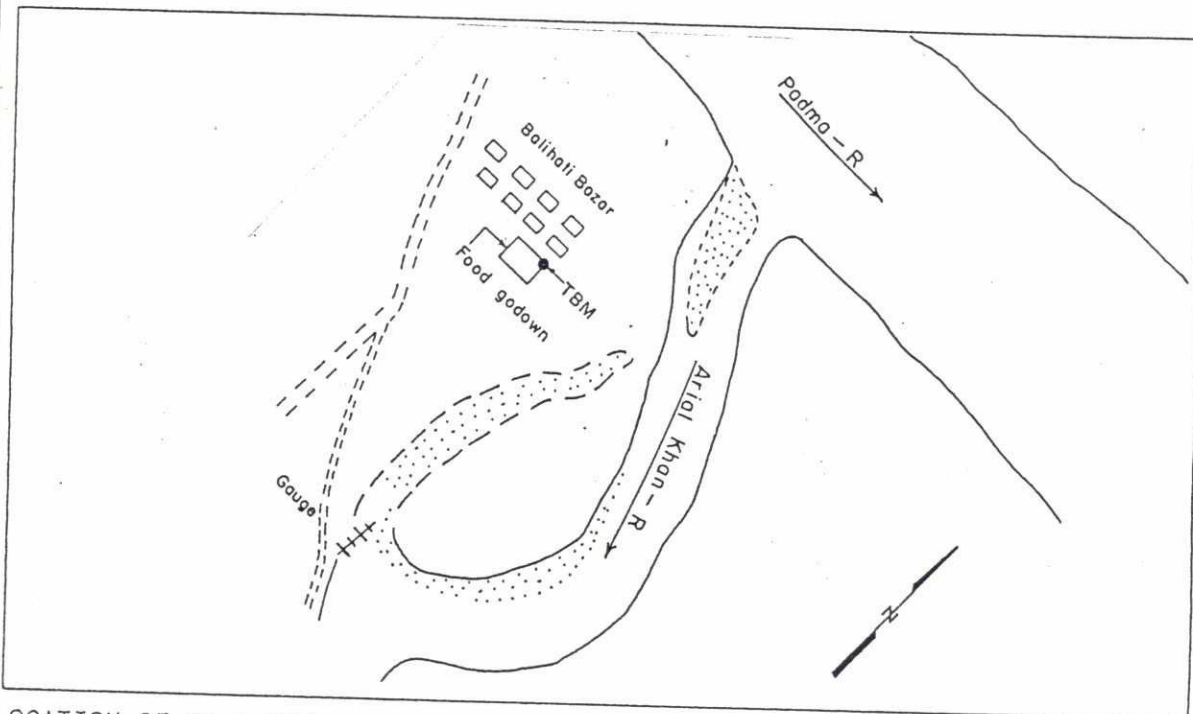 Padma - R
Balihati Bazar
Food godown
TBM
Arial Khan - R
Gauge
N